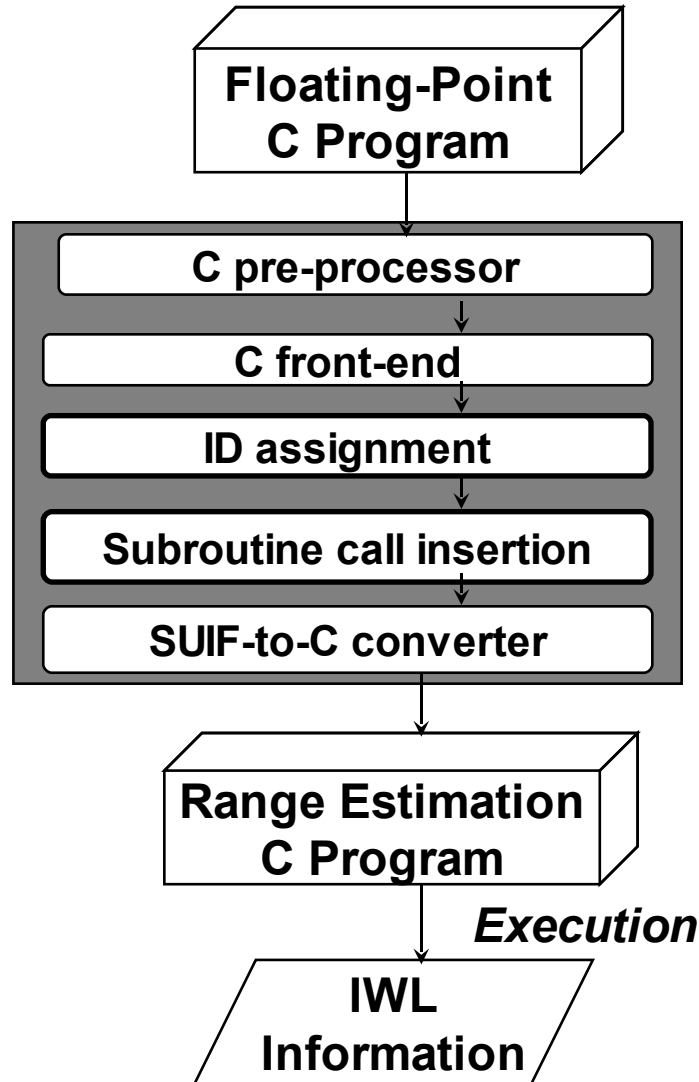 Floating-Point
C Program
C pre-processor
C front-end
ID assignment
Subroutine call insertion
SUIF-to-C converter
Range Estimation
C Program
Execution
IWL
Information